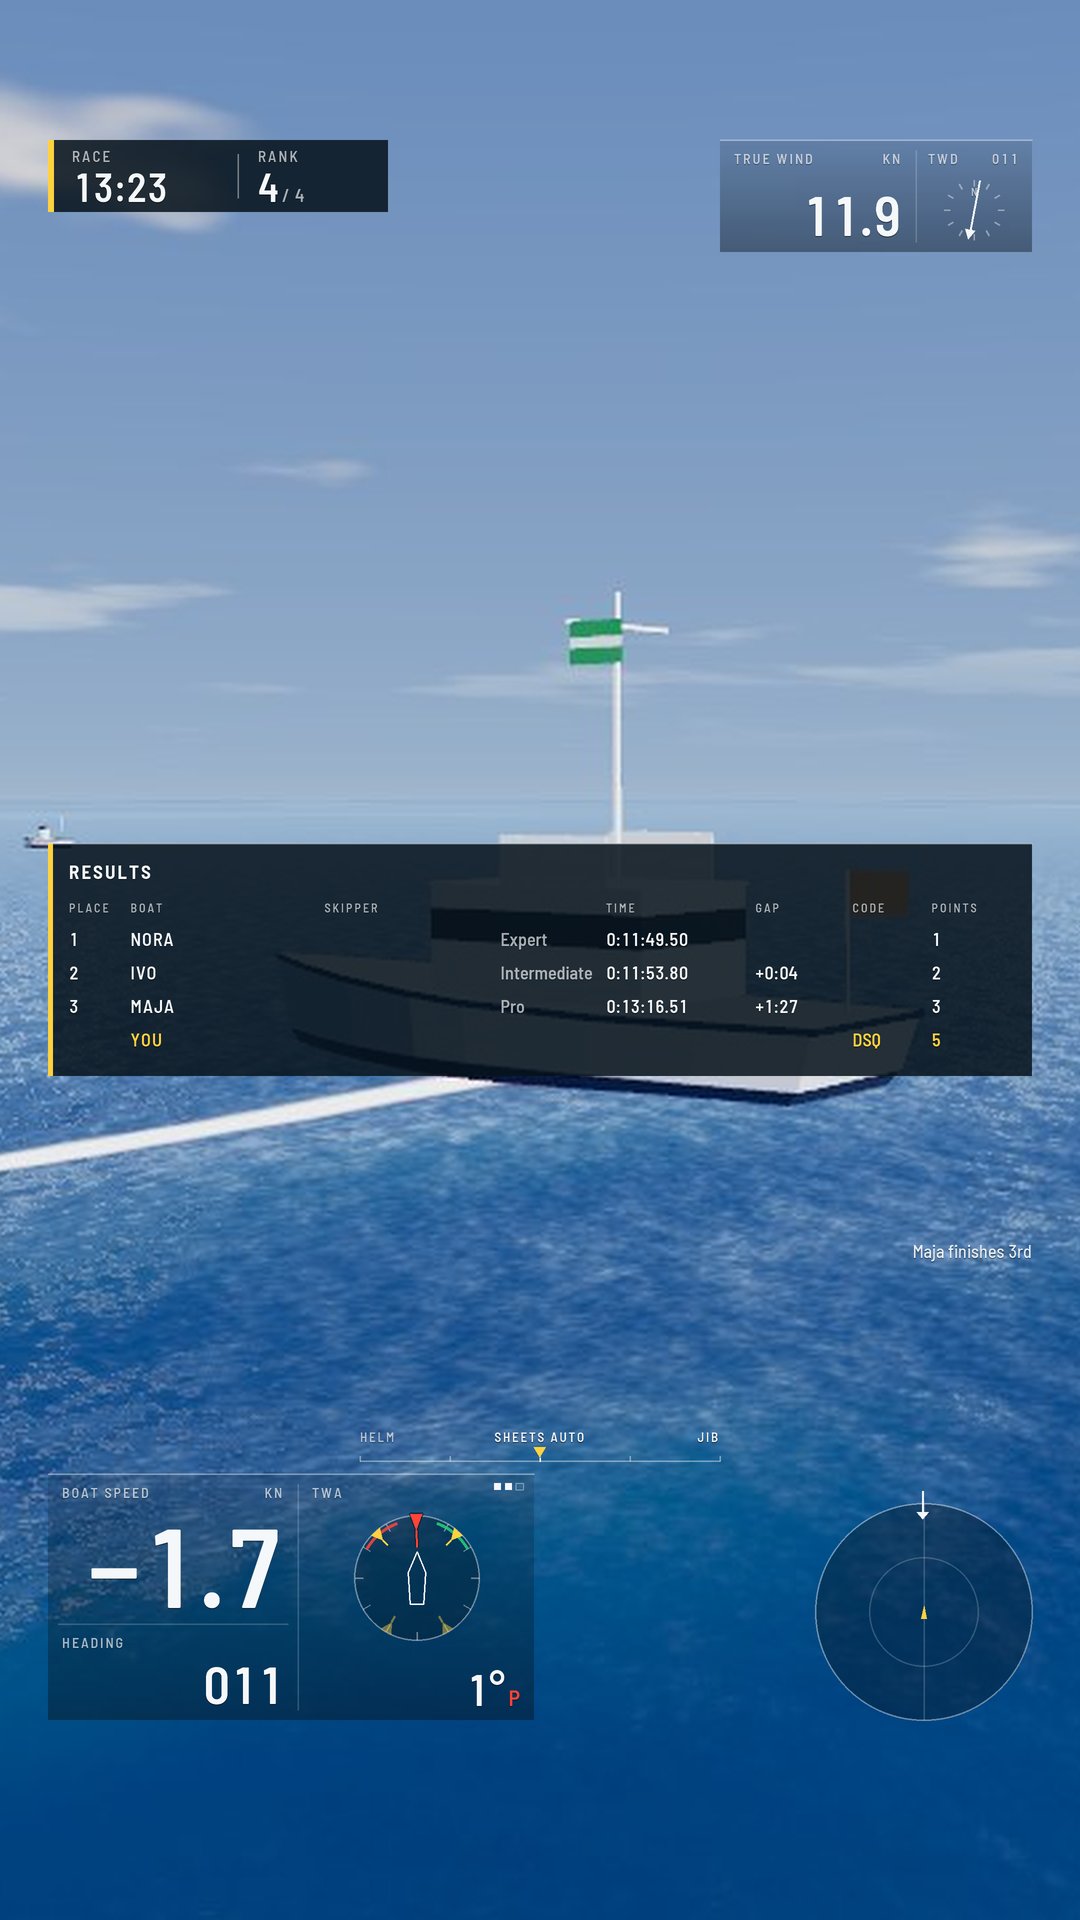 RACE RANK
13:23 4 / 4
TRUE WIND KN TWD 011
N
11.9
RESULTS
PLACE BOAT SKIPPER TIME GAP CODE POINTS
1 NORA Expert 0:11:49.50 1
2 IVO Intermediate 0:11:53.80 +0:04 2
3 MAJA Pro 0:13:16.51 +1:27 3
YOU DSQ 5
Maja finishes 3rd
HELM SHEETS AUTO JIB
BOAT SPEED KN TWA
−1.7
HEADING
011
1° P